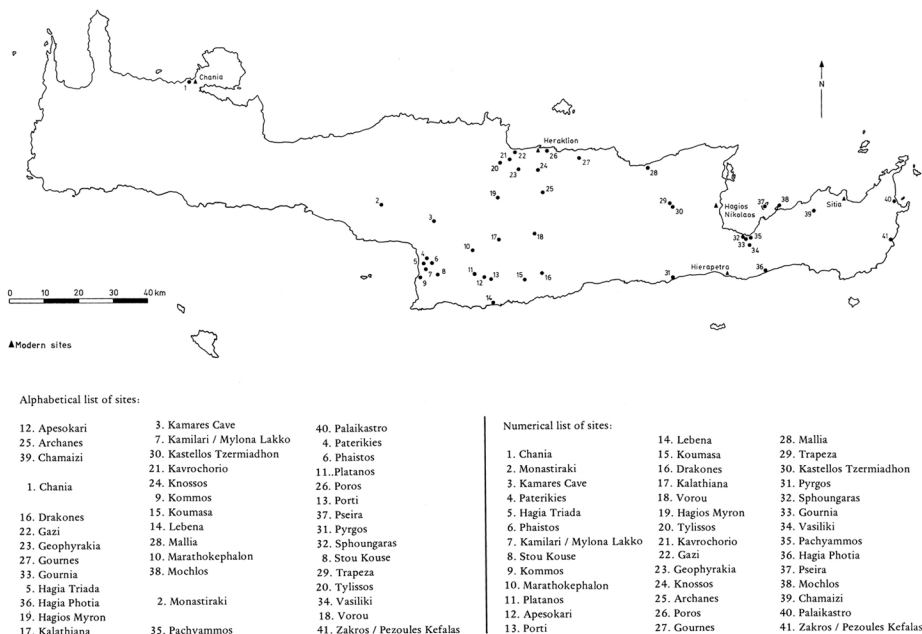 N
Chania
1
Heraklion
21
22
26
20
23
24
27
28
2
19
25
29
30
Hagios
Nikolaos
37
38
Sitia
39
40
3
17
18
32
35
33
34
41
10
4
5
6
7
8
9
11
12
13
15
16
14
Hierapetra
31
36
0 10 20 30 40 km
▲Modern sites
Alphabetical list of sites:
12. Apesokari
25. Archanes
39. Chamaizi
1. Chania
16. Drakones
22. Gazi
23. Geophyrakia
27. Gournes
33. Gournia
5. Hagia Triada
36. Hagia Photia
19. Hagios Myron
17. Kalathiana
3. Kamares Cave
7. Kamilari / Mylona Lakko
30. Kastellos Tzermiadhon
21. Kavrochorio
24. Knossos
9. Kommos
15. Koumasa
14. Lebena
28. Mallia
10. Marathokephalon
38. Mochlos
2. Monastiraki
35. Pachyammos
40. Palaikastro
4. Paterikies
6. Phaistos
11..Platanos
26. Poros
13. Porti
37. Pseira
31. Pyrgos
32. Sphoungaras
8. Stou Kouse
29. Trapeza
20. Tylissos
34. Vasiliki
18. Vorou
41. Zakros / Pezoules Kefalas
Numerical list of sites:
1. Chania
2. Monastiraki
3. Kamares Cave
4. Paterikies
5. Hagia Triada
6. Phaistos
7. Kamilari / Mylona Lakko
8. Stou Kouse
9. Kommos
10. Marathokephalon
11. Platanos
12. Apesokari
13. Porti
14. Lebena
15. Koumasa
16. Drakones
17. Kalathiana
18. Vorou
19. Hagios Myron
20. Tylissos
21. Kavrochorio
22. Gazi
23. Geophyrakia
24. Knossos
25. Archanes
26. Poros
27. Gournes
28. Mallia
29. Trapeza
30. Kastellos Tzermiadhon
31. Pyrgos
32. Sphoungaras
33. Gournia
34. Vasiliki
35. Pachyammos
36. Hagia Photia
37. Pseira
38. Mochlos
39. Chamaizi
40. Palaikastro
41. Zakros / Pezoules Kefalas